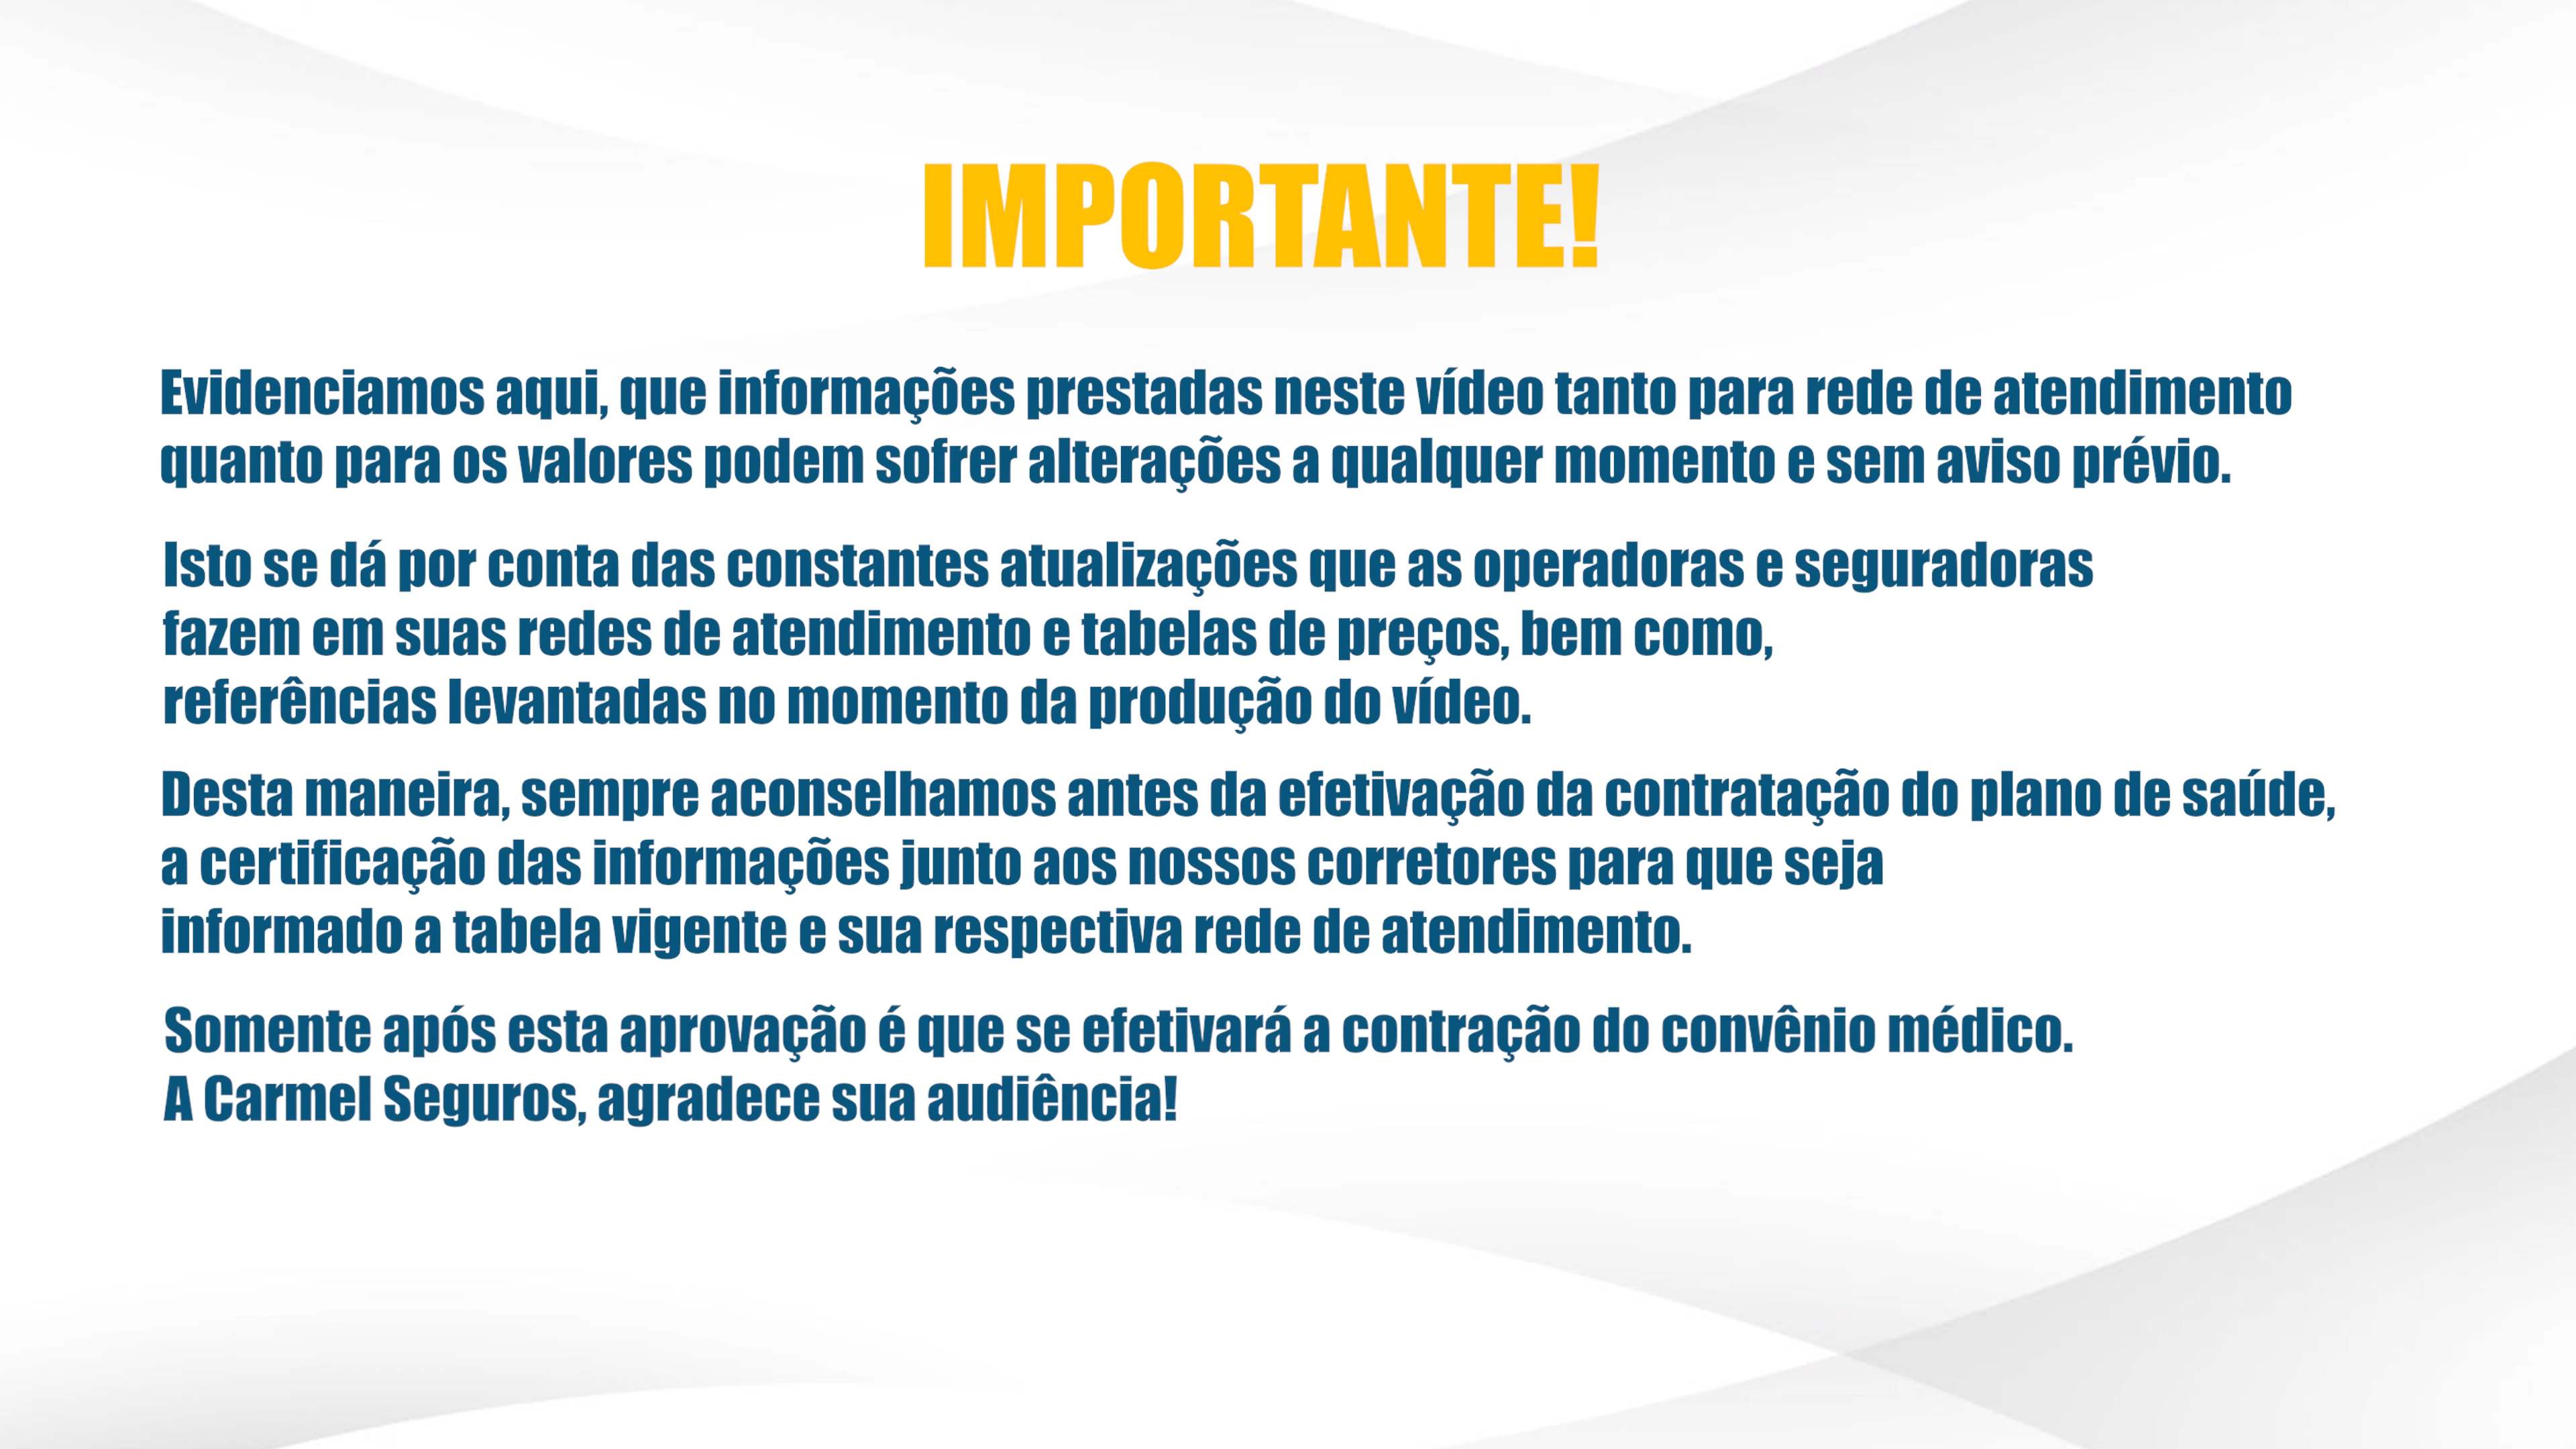 IMPORTANTE!
Evidenciamos aqui, que informações prestadas neste vídeo tanto para rede de atendimento
quanto para os valores podem sofrer alterações a qualquer momento e sem aviso prévio.
Isto se dá por conta das constantes atualizações que as operadoras e seguradoras
fazem em suas redes de atendimento e tabelas de preços, bem como,
referências levantadas no momento da produção do vídeo.
Desta maneira, sempre aconselhamos antes da efetivação da contratação do plano de saúde,
a certificação das informações junto aos nossos corretores para que seja
informado a tabela vigente e sua respectiva rede de atendimento.
Somente após esta aprovação é que se efetivará a contração do convênio médico.
A Carmel Seguros, agradece sua audiência!